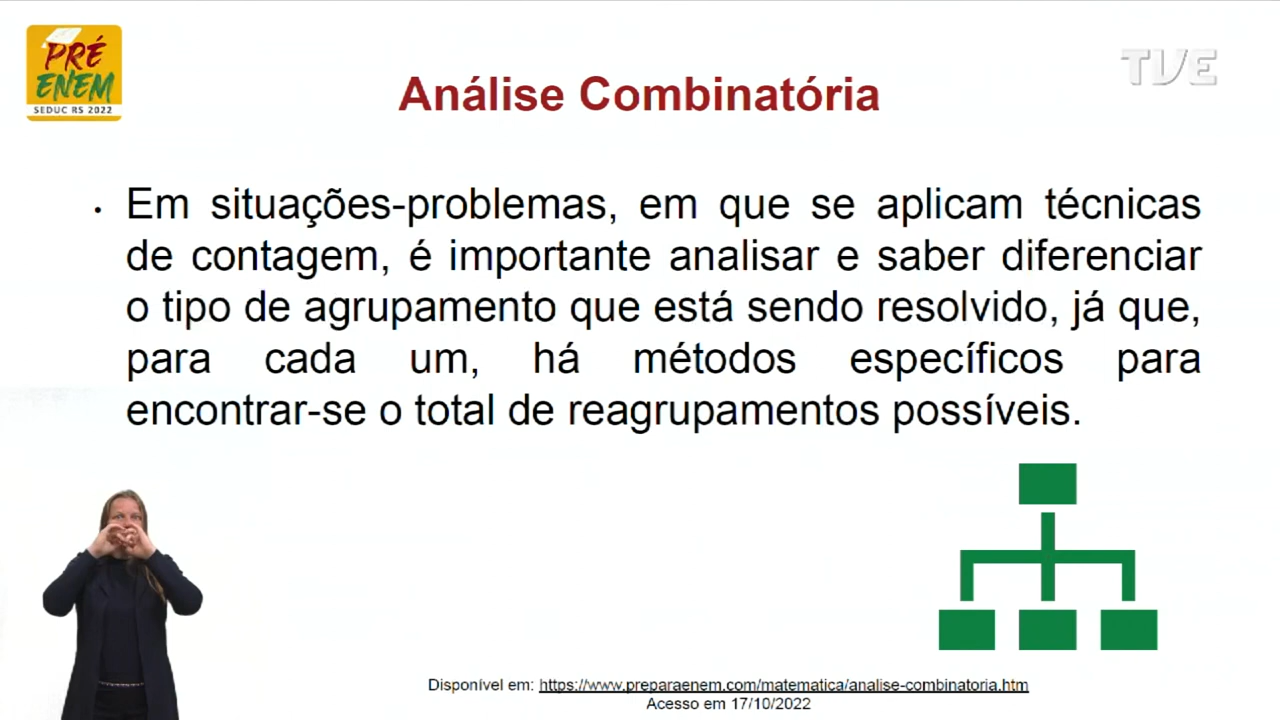 PRÉ
ENEM
SEDUC RS 2022
TVE
Análise Combinatória
• Em situações-problemas, em que se aplicam técnicas
de contagem, é importante analisar e saber diferenciar
o tipo de agrupamento que está sendo resolvido, já que,
para cada um, há métodos específicos para
encontrar-se o total de reagrupamentos possíveis.
Disponível em: https://www.preparaenem.com/matematica/analise-combinatoria.htm
Acesso em 17/10/2022